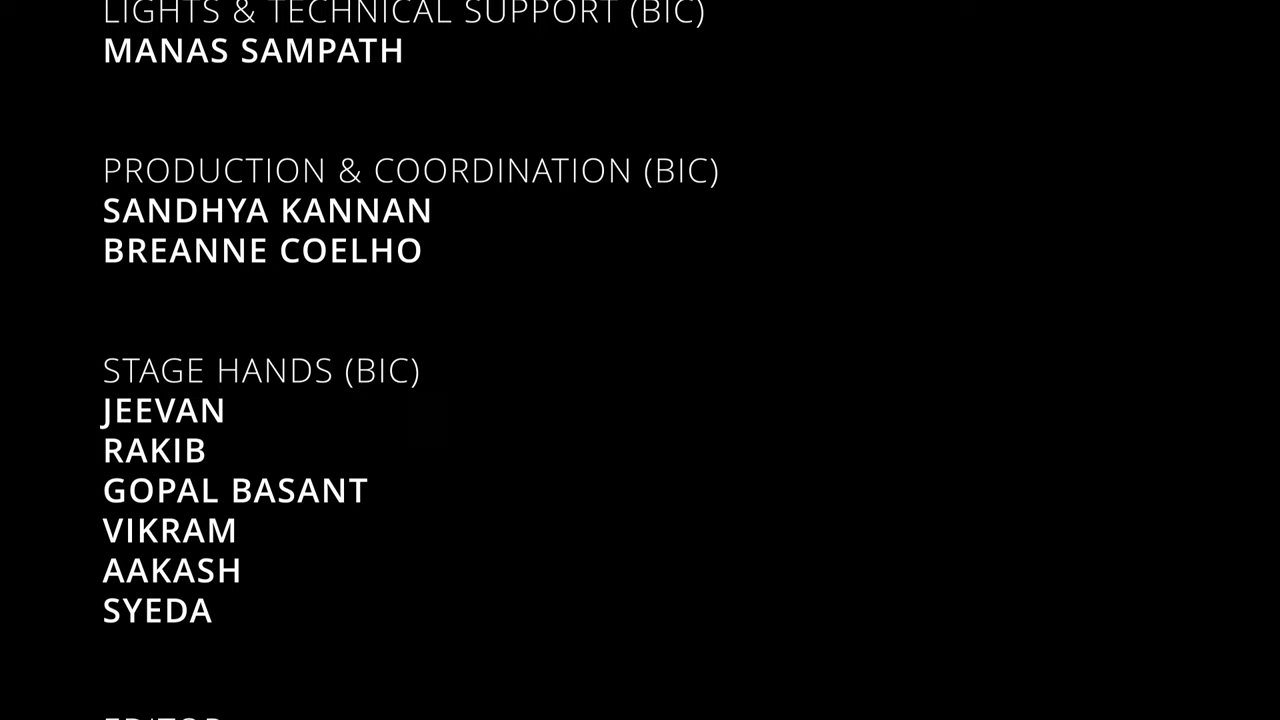 LIGHTS & TECHNICAL SUPPORT (BIC)
MANAS SAMPATH
PRODUCTION & COORDINATION (BIC)
SANDHYA KANNAN
BREANNE COELHO
STAGE HANDS (BIC)
JEEVAN
RAKIB
GOPAL BASANT
VIKRAM
AAKASH
SYEDA
EDITOR